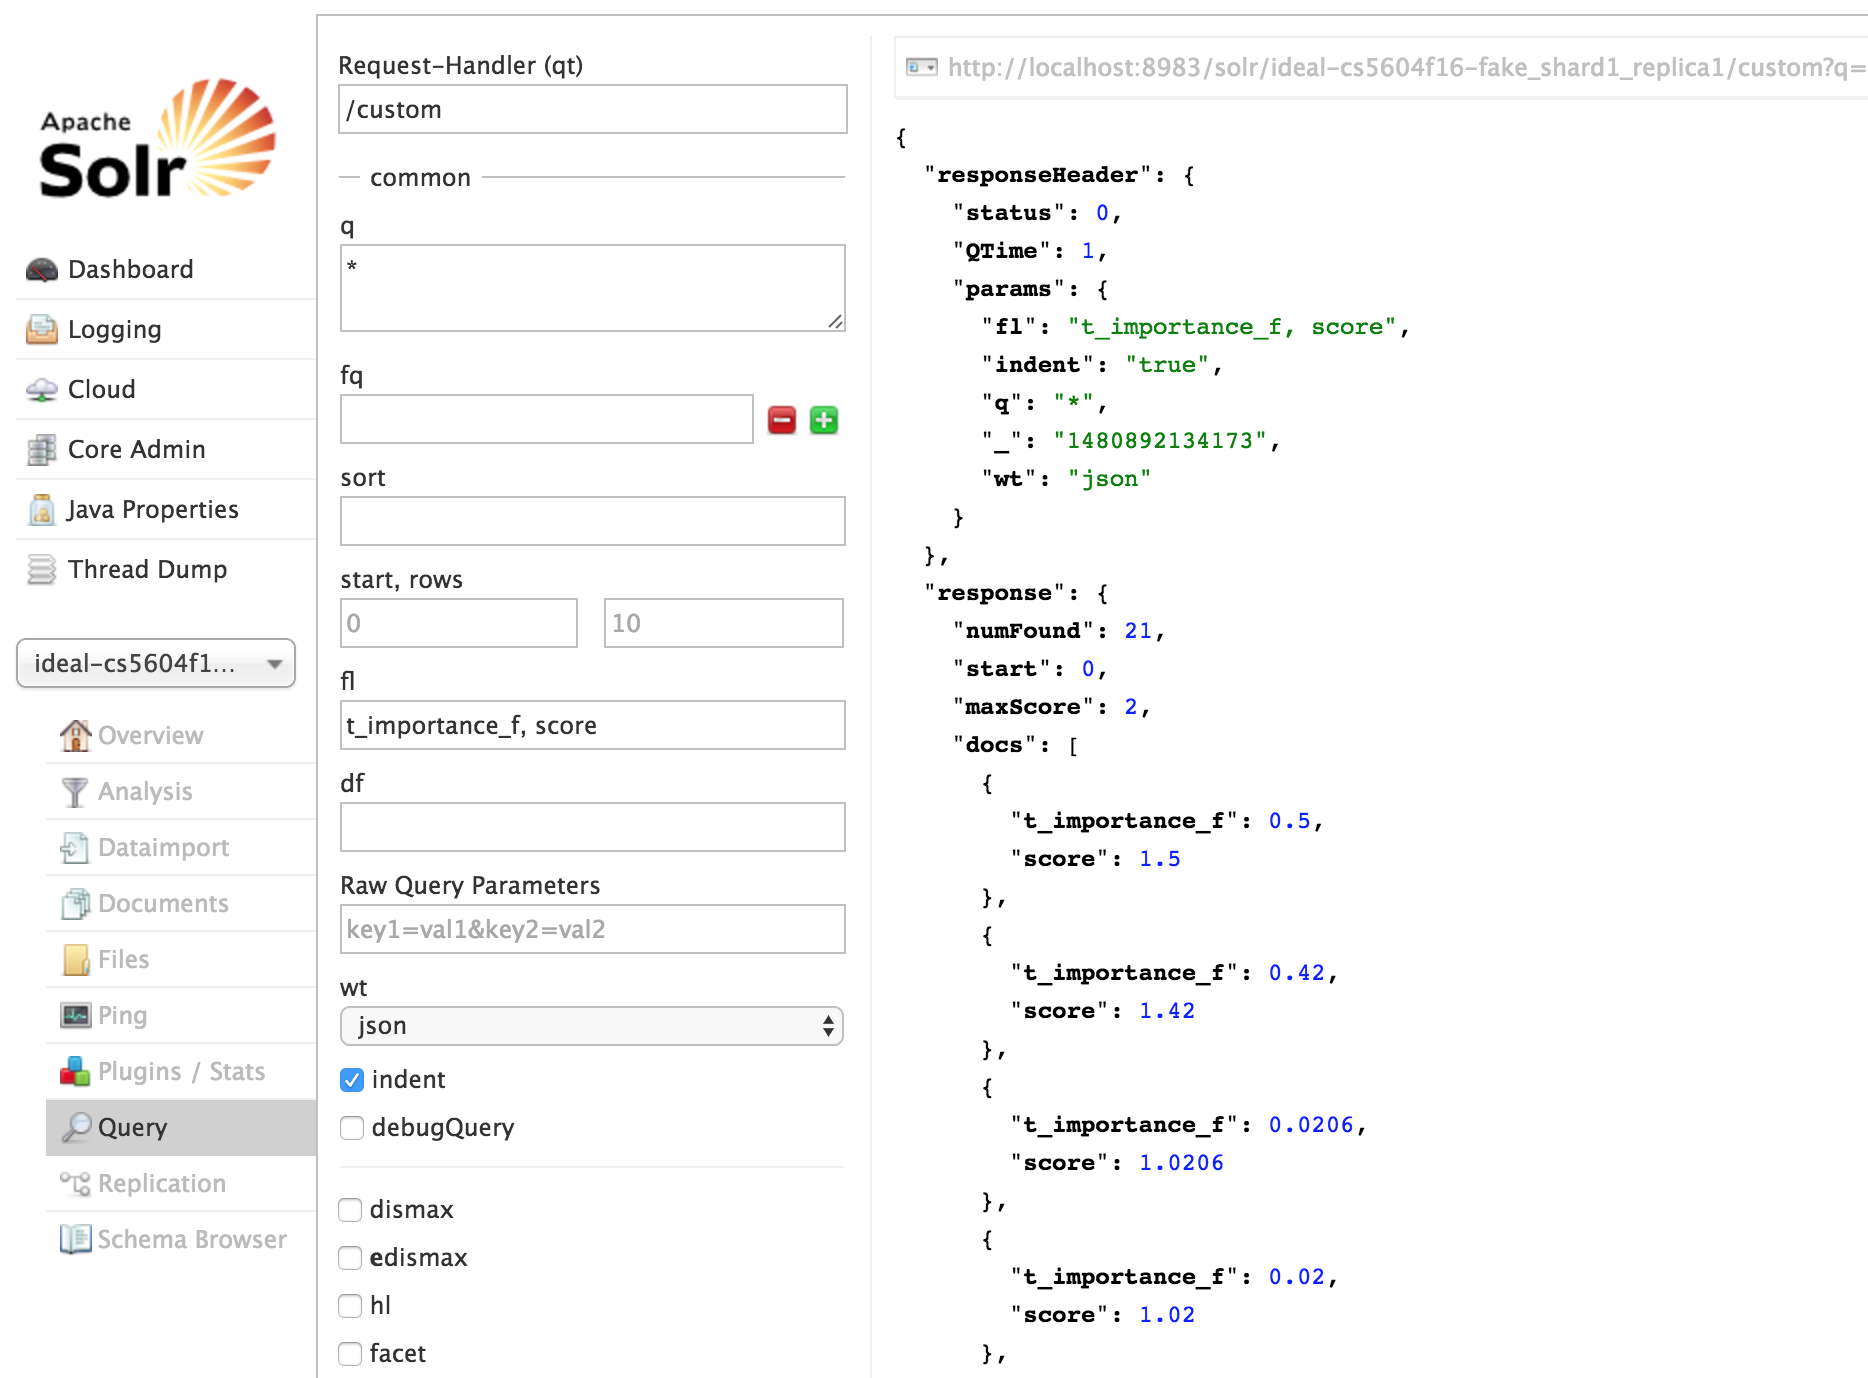 Apache
Solr
Dashboard
Logging
Cloud
Core Admin
Java Properties
Thread Dump
ideal-cs5604f1...
Overview
Analysis
Dataimport
Documents
Files
Ping
Plugins / Stats
Query
Replication
Schema Browser
Request-Handler (qt)
/custom
common
q
*
fq
sort
start, rows
0 10
fl
t_importance_f, score
df
Raw Query Parameters
key1=val1&key2=val2
wt
json
indent
debugQuery
dismax
edismax
hl
facet
http://localhost:8983/solr/ideal-cs5604f16-fake_shard1_replica1/custom?q=
{
"responseHeader": {
"status": 0,
"QTime": 1,
"params": {
"fl": "t_importance_f, score",
"indent": "true",
"q": "*",
"_": "1480892134173",
"wt": "json"
}
},
"response": {
"numFound": 21,
"start": 0,
"maxScore": 2,
"docs": [
{
"t_importance_f": 0.5,
"score": 1.5
},
{
"t_importance_f": 0.42,
"score": 1.42
},
{
"t_importance_f": 0.0206,
"score": 1.0206
},
{
"t_importance_f": 0.02,
"score": 1.02
},